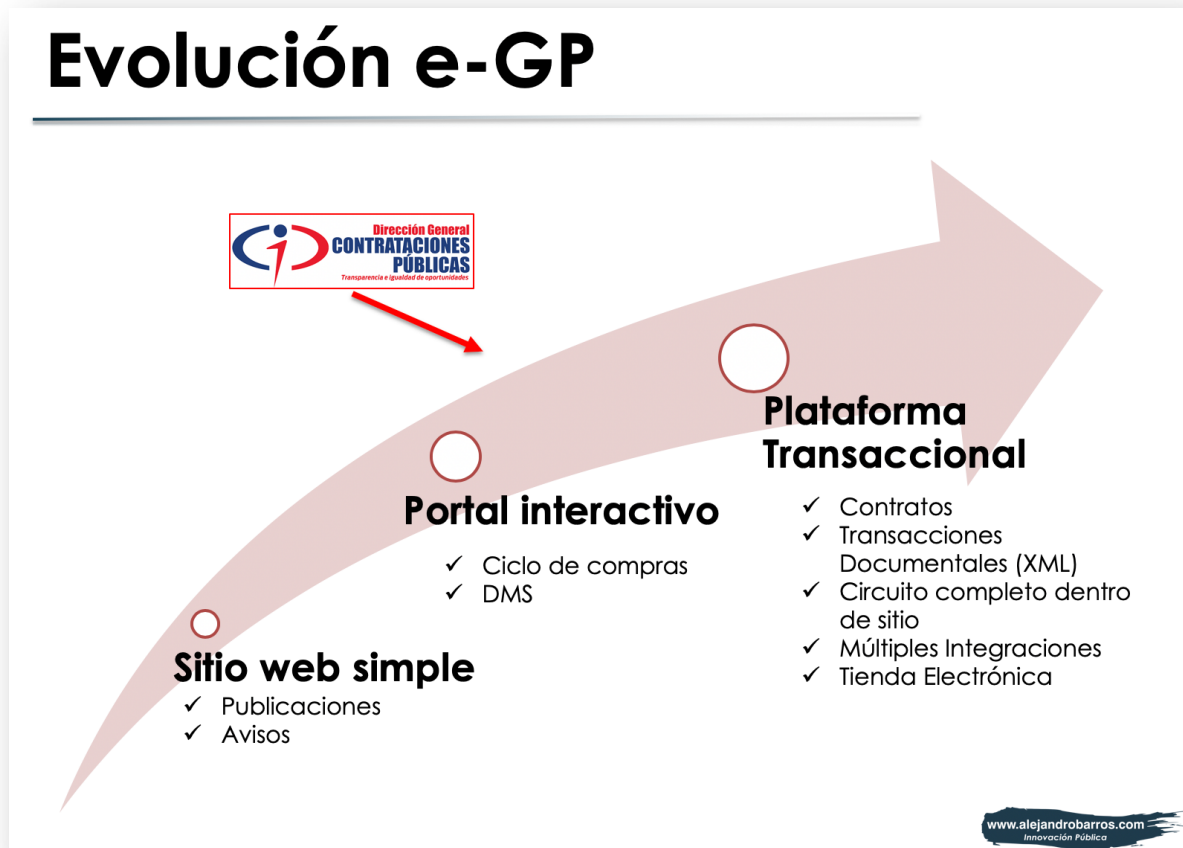 Evolución e-GP
Dirección General
CONTRATACIONES
PÚBLICAS
Transparencia e igualdad de oportunidades
Plataforma
Transaccional
✓ Contratos
✓ Transacciones
Documentales (XML)
✓ Circuito completo dentro
de sitio
✓ Múltiples Integraciones
✓ Tienda Electrónica
Portal interactivo
✓ Ciclo de compras
✓ DMS
Sitio web simple
✓ Publicaciones
✓ Avisos
www.alejandrobarros.com
Innovación Pública